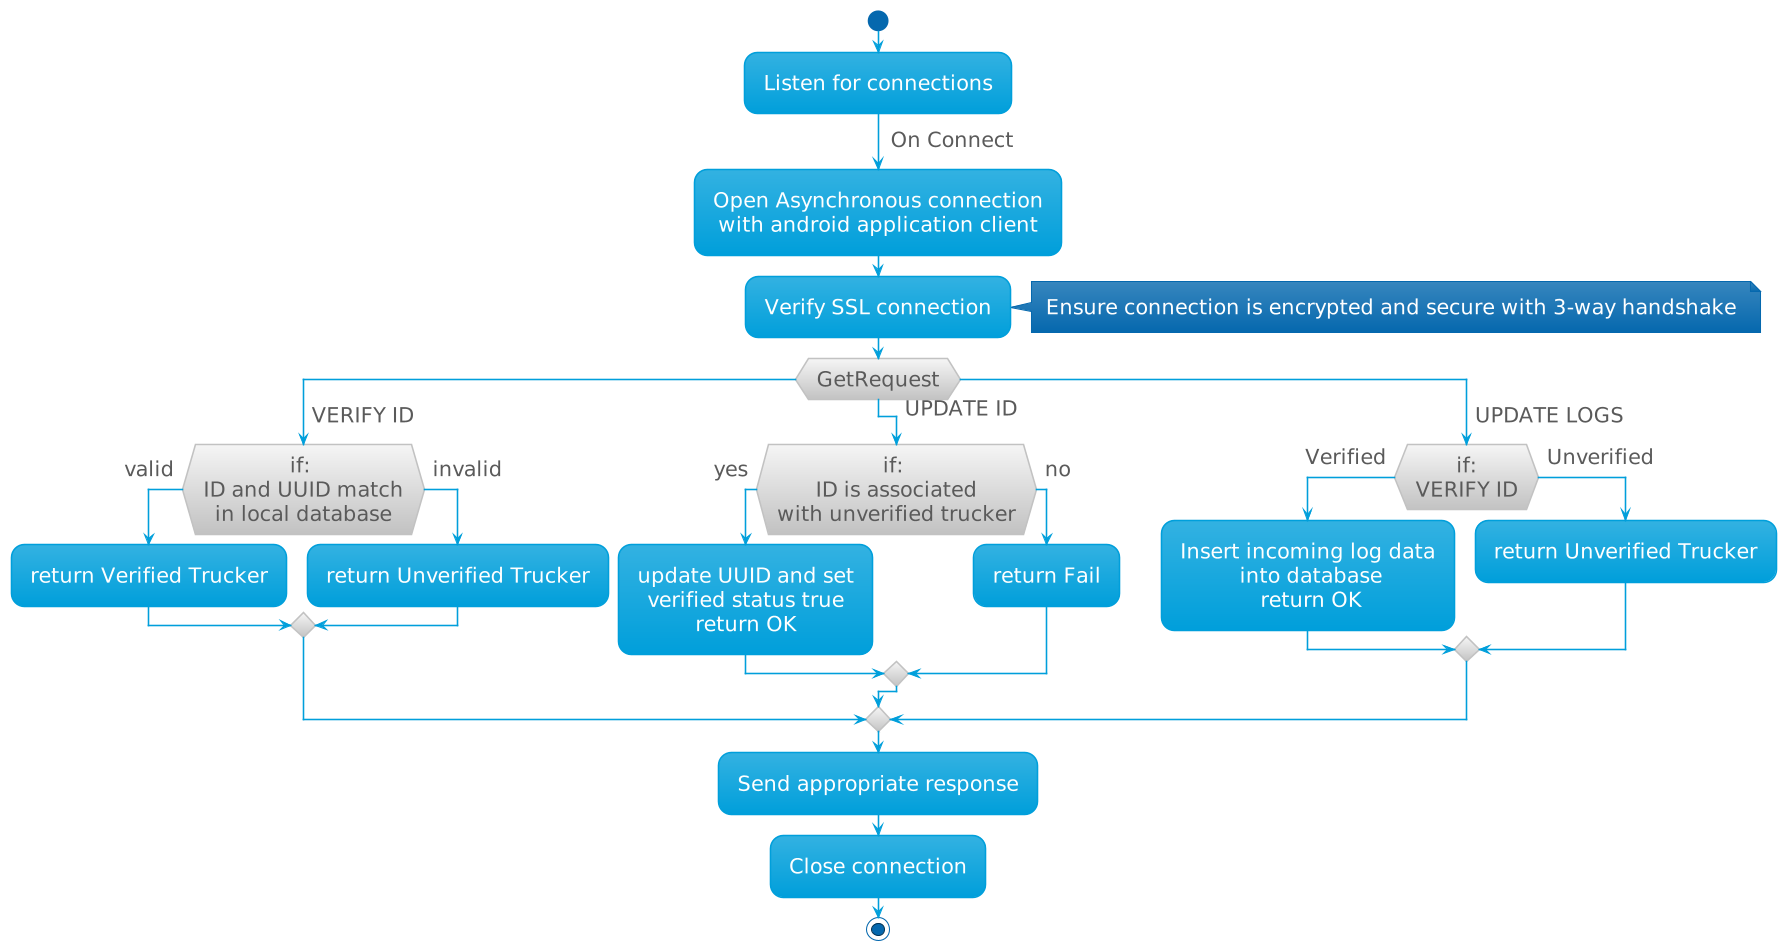 Listen for connections
On Connect
Open Asynchronous connection
with android application client
Verify SSL connection
Ensure connection is encrypted and secure with 3-way handshake
GetRequest
VERIFY ID
UPDATE ID
UPDATE LOGS
valid
if:
ID and UUID match
in local database
invalid
yes
if:
ID is associated
with unverified trucker
no
Verified
if:
VERIFY ID
Unverified
return Verified Trucker
return Unverified Trucker
update UUID and set
verified status true
return OK
return Fail
Insert incoming log data
into database
return OK
return Unverified Trucker
Send appropriate response
Close connection